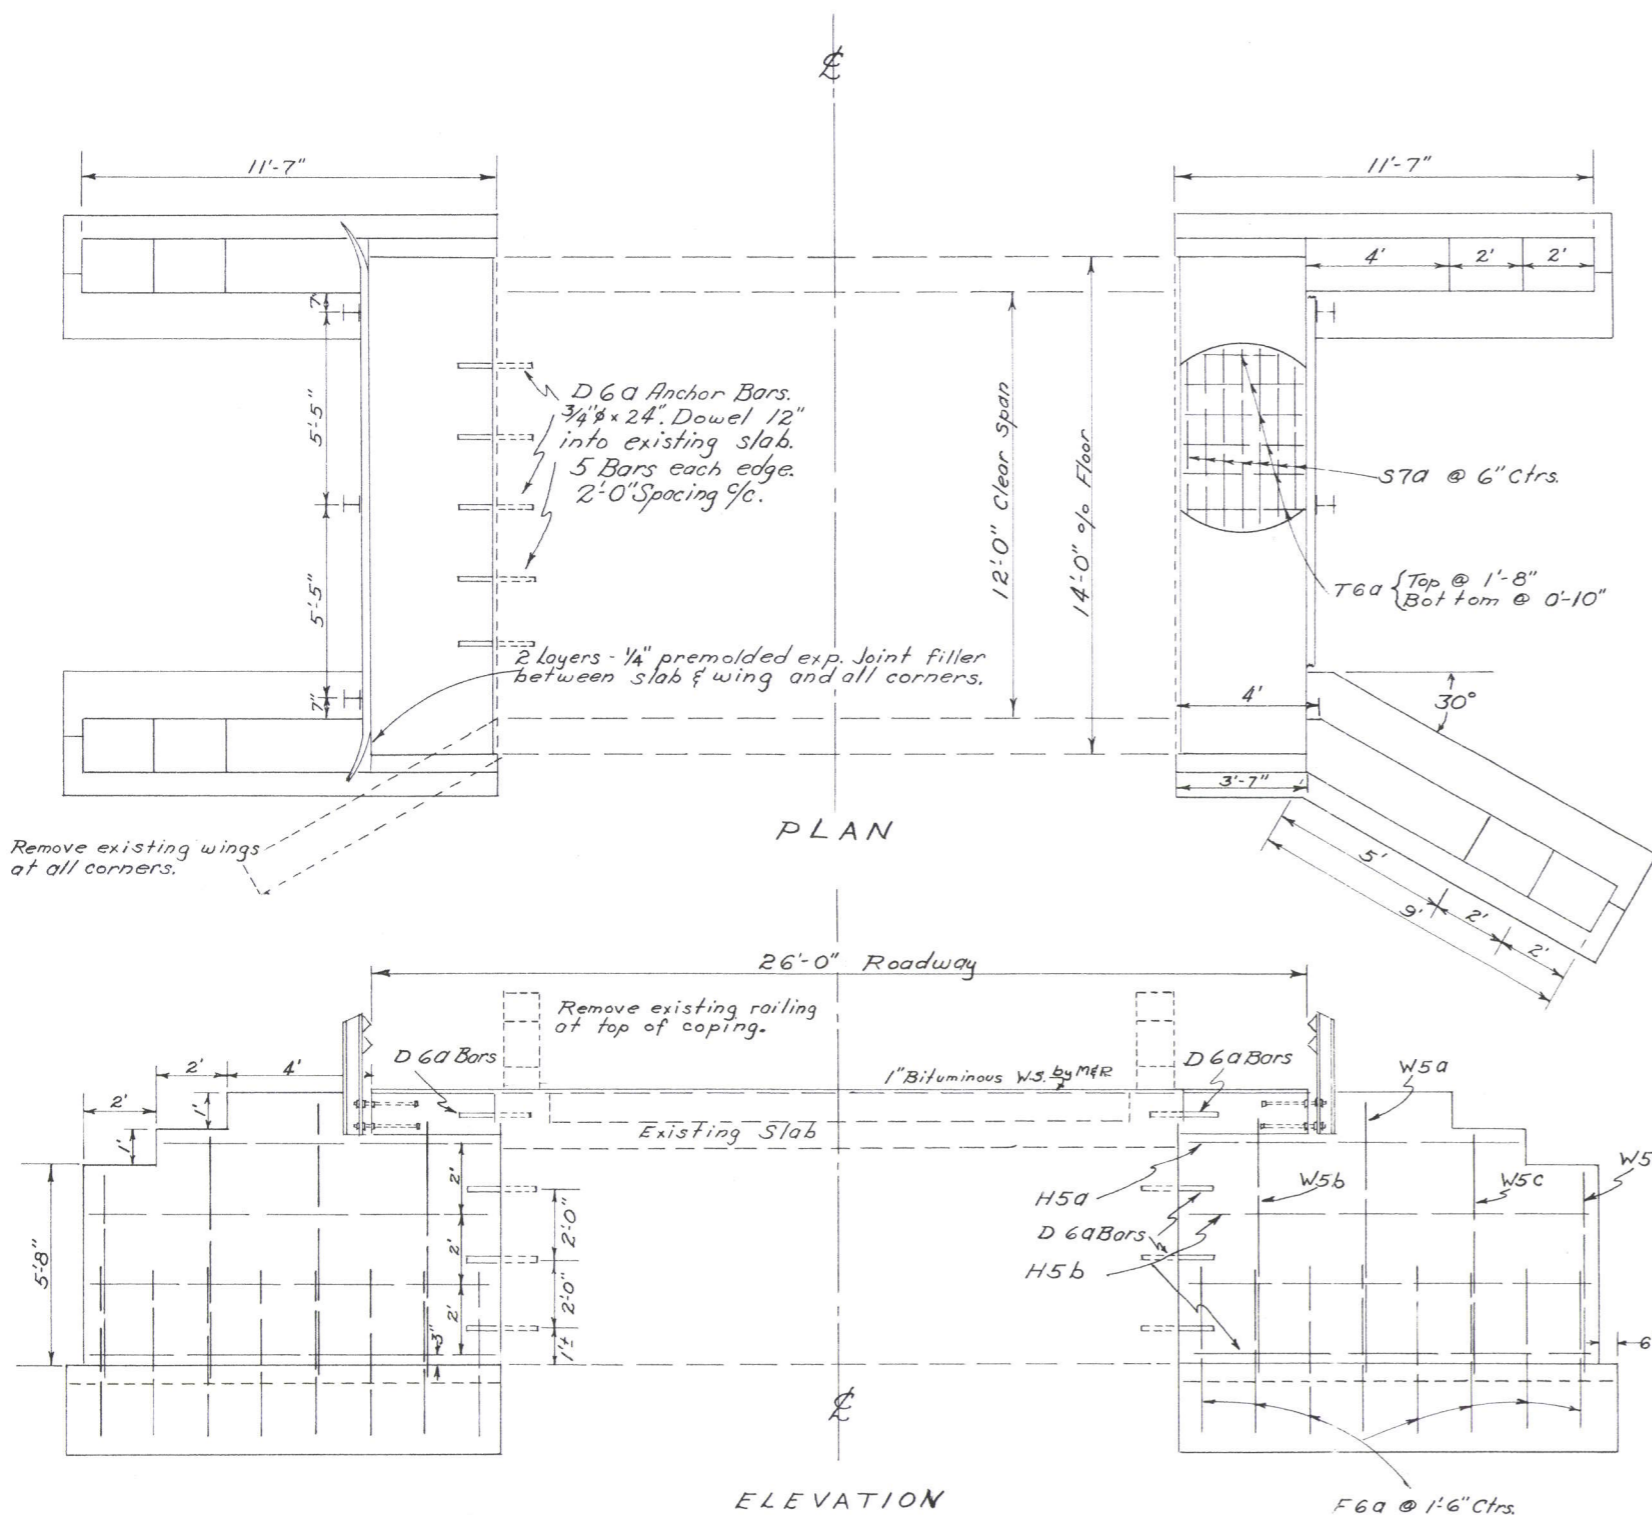 ℄
11'-7"
11'-7"
4'
2'
2'
7"
5'-5"
5'-5"
7"
D6a Anchor Bars.
3/4"ϕ x 24". Dowel 12"
into existing slab.
5 Bars each edge.
2'-0" Spacing c/c.
12'-0" Clear Span
14'-0" o/o Floor
S7a @ 6" Ctrs.
T6a { Top @ 1'-8"
Bottom @ 0'-10"
2 Layers - 1/4" premolded exp. Joint filler
between slab & wing and all corners.
4'
30°
3'-7"
5'
9'
2'
2'
Remove existing wings
at all corners.
PLAN
26'-0" Roadway
Remove existing railing
at top of coping.
D6a Bars
D6a Bars
1" Bituminous W.S. by M&R
Existing Slab
2'
4'
2'
1'
1'
5'-8"
2'
2'
2'
3"
2'-0"
2'-0"
1'±
W5a
W5b
W5c
W5
H5a
D6a Bars
H5b
6
℄
ELEVATION
F6a @ 1'-6" Ctrs.